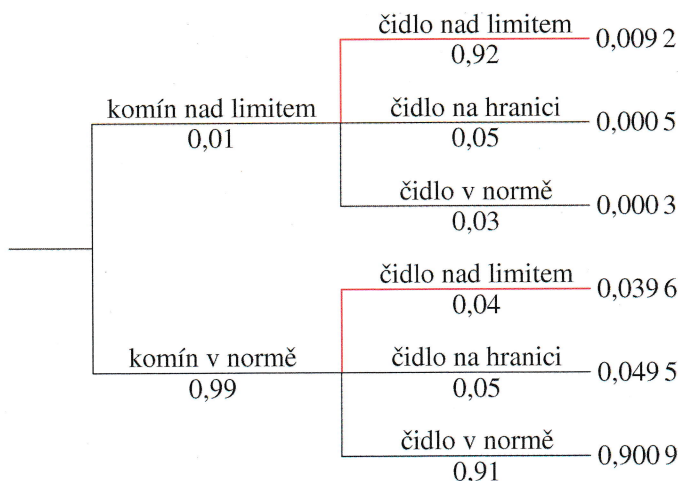 čidlo nad limitem
0,92
0,009 2
komín nad limitem
0,01
čidlo na hranici
0,05
0,000 5
čidlo v normě
0,03
0,000 3
čidlo nad limitem
0,04
0,039 6
komín v normě
0,99
čidlo na hranici
0,05
0,049 5
čidlo v normě
0,91
0,900 9